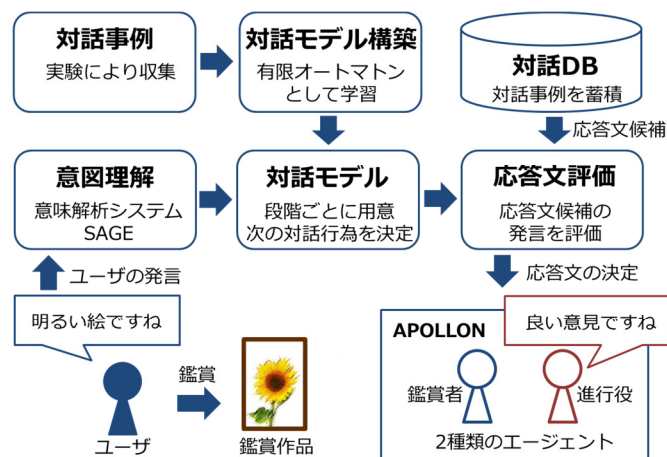 対話事例
実験により収集
対話モデル構築
有限オートマトン
として学習
対話DB
対話事例を蓄積
応答文候補
意図理解
意味解析システム
SAGE
対話モデル
段階ごとに用意
次の対話行為を決定
応答文評価
応答文候補の
発言を評価
ユーザの発言
応答文の決定
明るい絵ですね
鑑賞
ユーザ
鑑賞作品
APOLLON
良い意見ですね
鑑賞者
進行役
2種類のエージェント